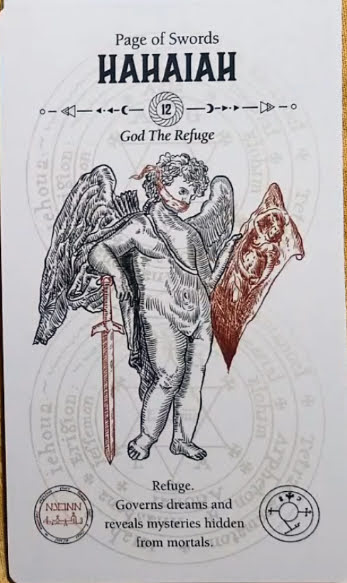 Page of Swords
HAHAIAH
12
God The Refuge
Refuge.
Governs dreams and
reveals mysteries hidden
from mortals.